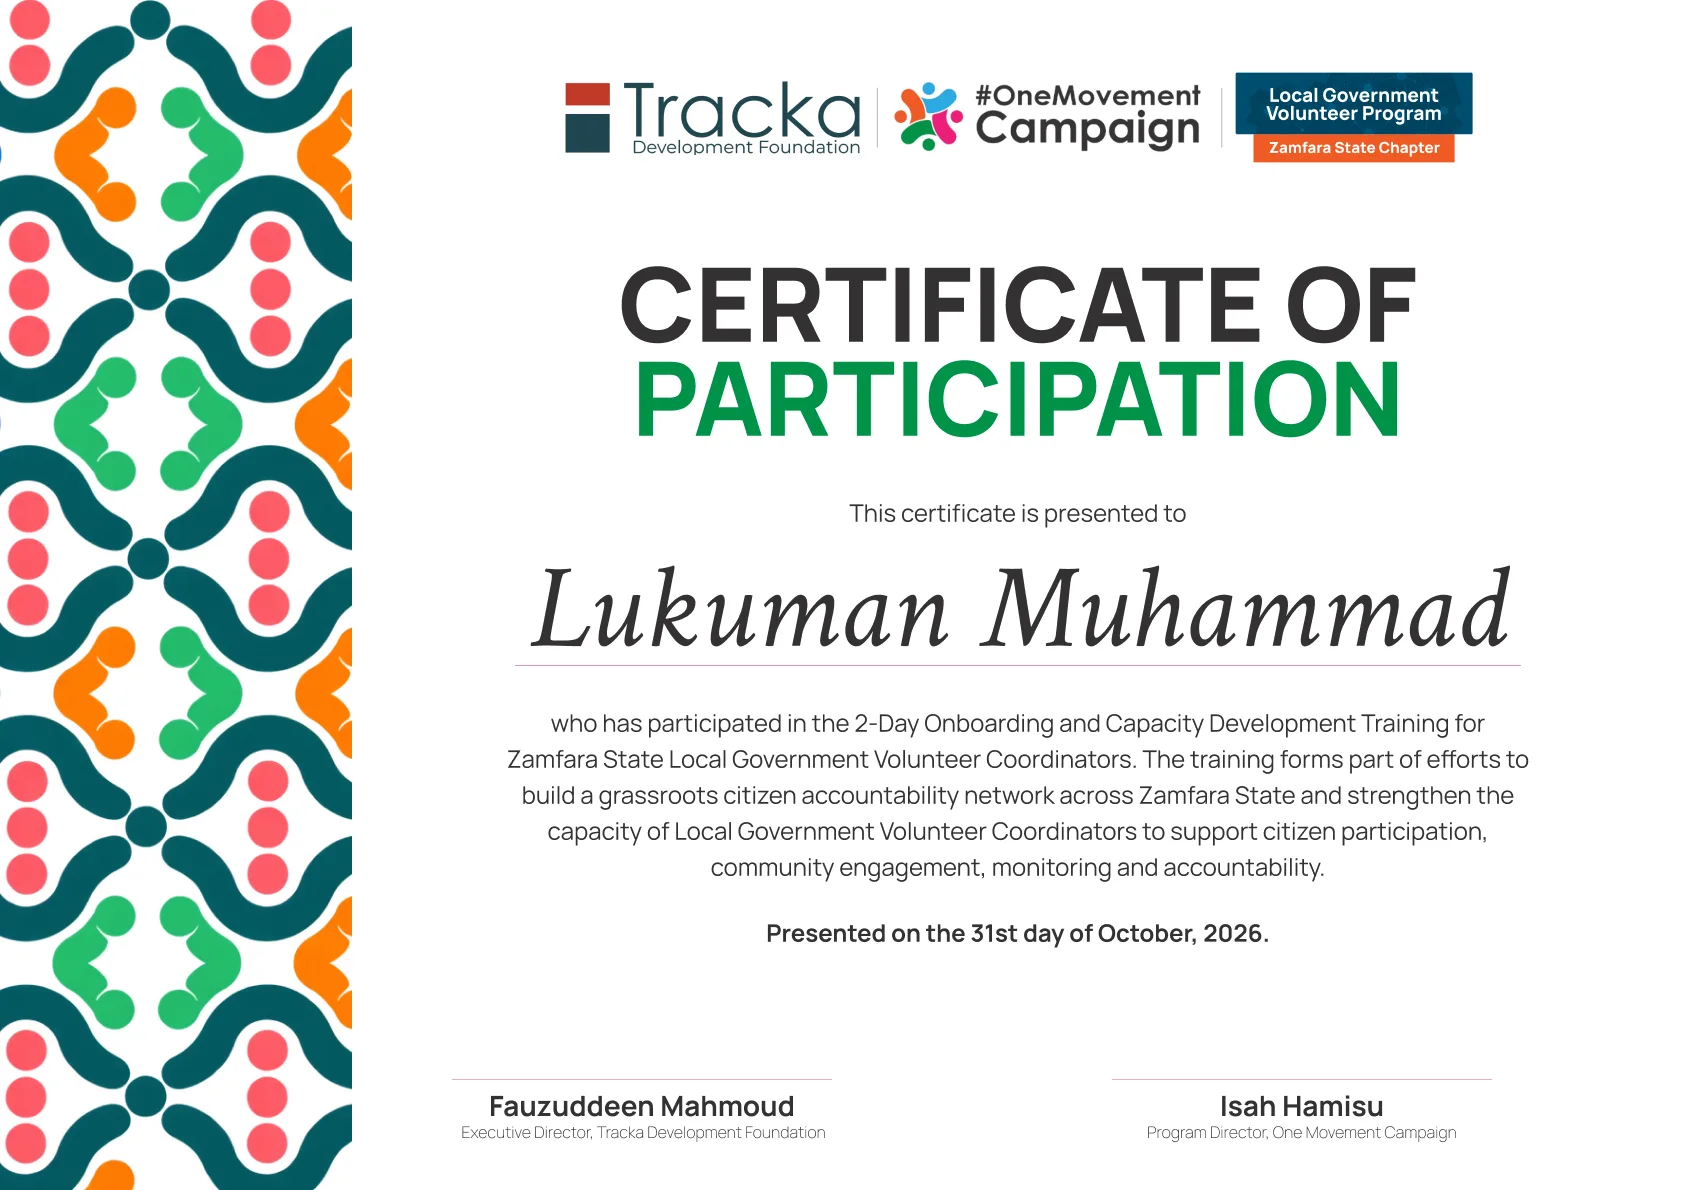 Tracka
Development Foundation
#OneMovement
Campaign
Local Government
Volunteer Program
Zamfara State Chapter
CERTIFICATE OF
PARTICIPATION
This certificate is presented to
Lukuman Muhammad
who has participated in the 2-Day Onboarding and Capacity Development Training for
Zamfara State Local Government Volunteer Coordinators. The training forms part of efforts to
build a grassroots citizen accountability network across Zamfara State and strengthen the
capacity of Local Government Volunteer Coordinators to support citizen participation,
community engagement, monitoring and accountability.
Presented on the 31st day of October, 2026.
Fauzuddeen Mahmoud
Executive Director, Tracka Development Foundation
Isah Hamisu
Program Director, One Movement Campaign